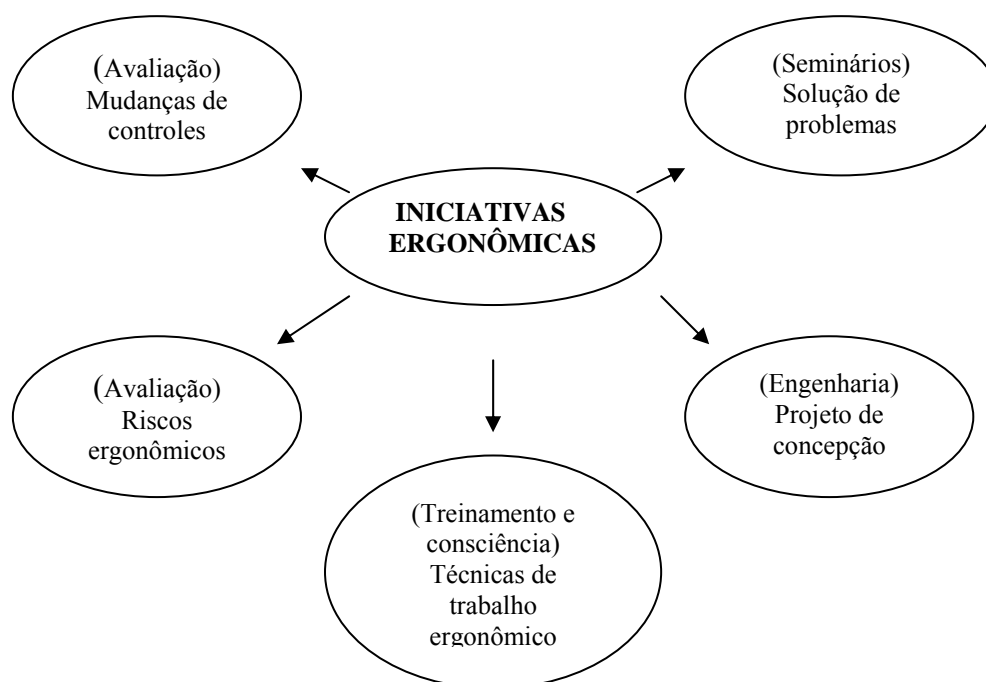 (Avaliação)
Mudanças de
controles
(Seminários)
Solução de
problemas
INICIATIVAS
ERGONÔMICAS
(Avaliação)
Riscos
ergonômicos
(Engenharia)
Projeto de
concepção
(Treinamento e
consciência)
Técnicas de
trabalho
ergonômico